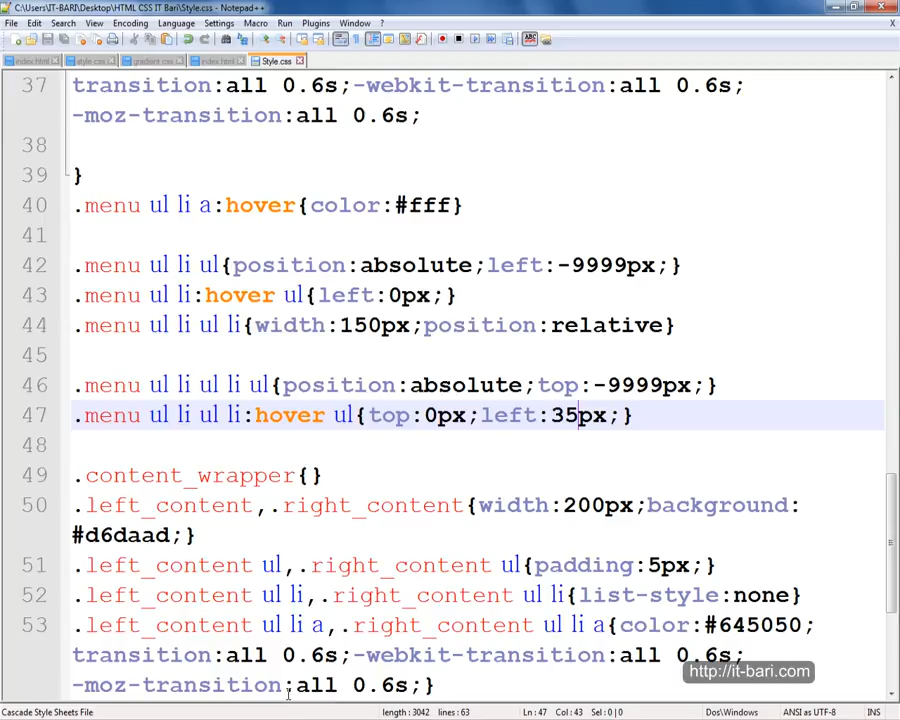 C:\Users\IT-BARI\Desktop\HTML CSS IT Bari\Style.css - Notepad++
File Edit Search View Encoding Language Settings Macro Run Plugins Window ? X
index.html style.css gradient.css index.html Style.css
37 transition:all 0.6s;-webkit-transition:all 0.6s;
-moz-transition:all 0.6s;
38
39 }
40 .menu ul li a:hover{color:#fff}
41
42 .menu ul li ul{position:absolute;left:-9999px;}
43 .menu ul li:hover ul{left:0px;}
44 .menu ul li ul li{width:150px;position:relative}
45
46 .menu ul li ul li ul{position:absolute;top:-9999px;}
47 .menu ul li ul li:hover ul{top:0px;left:35px;}
48
49 .content_wrapper{}
50 .left_content,.right_content{width:200px;background:
#d6daad;}
51 .left_content ul,.right_content ul{padding:5px;}
52 .left_content ul li,.right_content ul li{list-style:none}
53 .left_content ul li a,.right_content ul li a{color:#645050;
transition:all 0.6s;-webkit-transition:all 0.6s;
-moz-transition:all 0.6s;}
http://it-bari.com
Cascade Style Sheets File length : 3042 lines : 63 Ln : 47 Col : 43 Sel : 0 | 0 Dos\Windows ANSI as UTF-8 INS